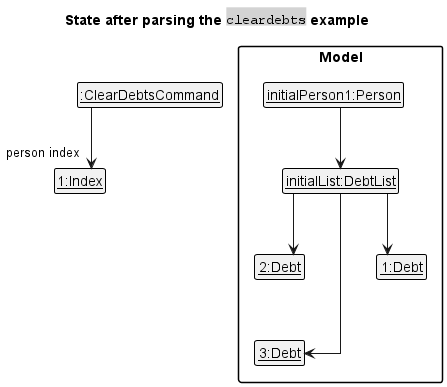 State after parsing the cleardebts example
Model
:ClearDebtsCommand
initialPerson1:Person
person index
1:Index
initialList:DebtList
2:Debt
1:Debt
3:Debt